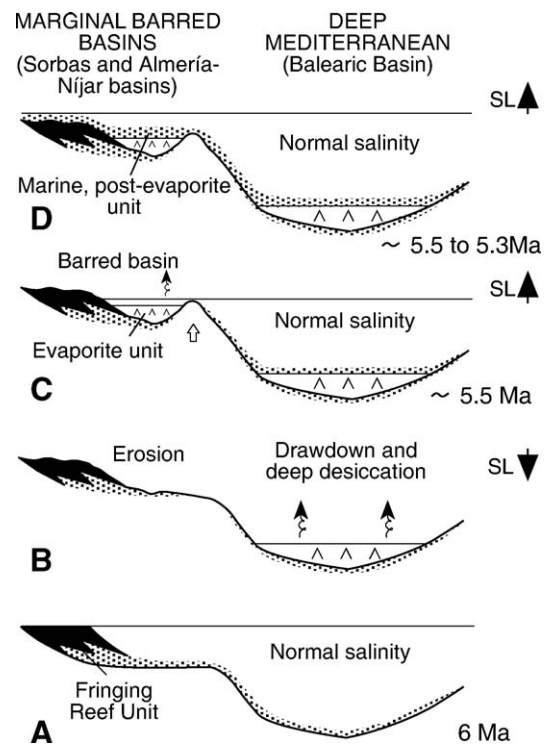 MARGINAL BARRED
BASINS
(Sorbas and Almería-
Níjar basins)
DEEP
MEDITERRANEAN
(Balearic Basin)
SL
Normal salinity
Marine, post-evaporite
unit
D
~ 5.5 to 5.3Ma
Barred basin
SL
Normal salinity
Evaporite unit
C
~ 5.5 Ma
Erosion
Drawdown and
deep desiccation
SL
B
Normal salinity
Fringing
Reef Unit
A
6 Ma